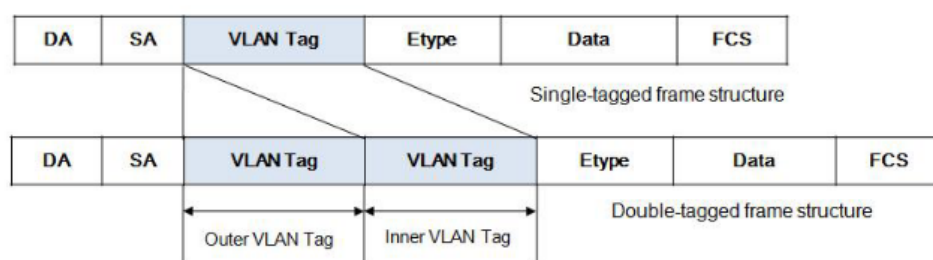 DA SA VLAN Tag Etype Data FCS
Single-tagged frame structure
DA SA VLAN Tag VLAN Tag Etype Data FCS
Double-tagged frame structure
Outer VLAN Tag Inner VLAN Tag